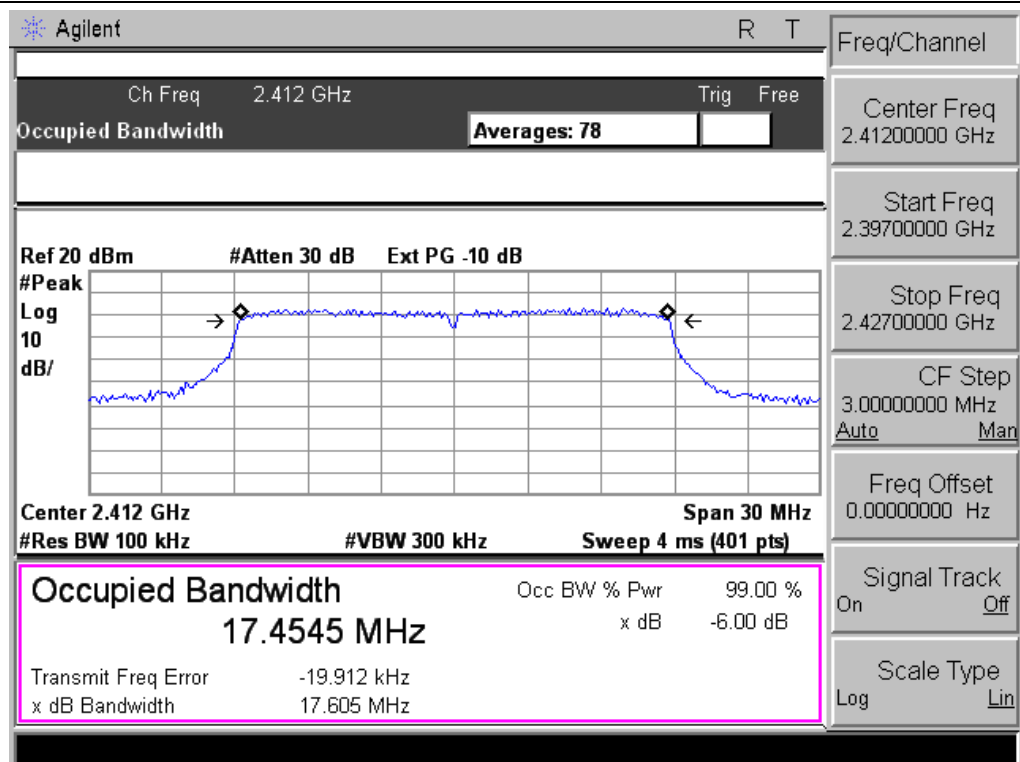 Agilent R T
Ch Freq 2.412 GHz Trig Free
Occupied Bandwidth Averages: 78
Ref 20 dBm #Atten 30 dB Ext PG -10 dB
#Peak
Log
10
dB/
Center 2.412 GHz Span 30 MHz
#Res BW 100 kHz #VBW 300 kHz Sweep 4 ms (401 pts)
Occupied Bandwidth Occ BW % Pwr 99.00 %
17.4545 MHz x dB -6.00 dB
Transmit Freq Error -19.912 kHz
x dB Bandwidth 17.605 MHz
Freq/Channel
Center Freq
2.41200000 GHz
Start Freq
2.39700000 GHz
Stop Freq
2.42700000 GHz
CF Step
3.00000000 MHz
Auto Man
Freq Offset
0.00000000 Hz
Signal Track
On Off
Scale Type
Log Lin